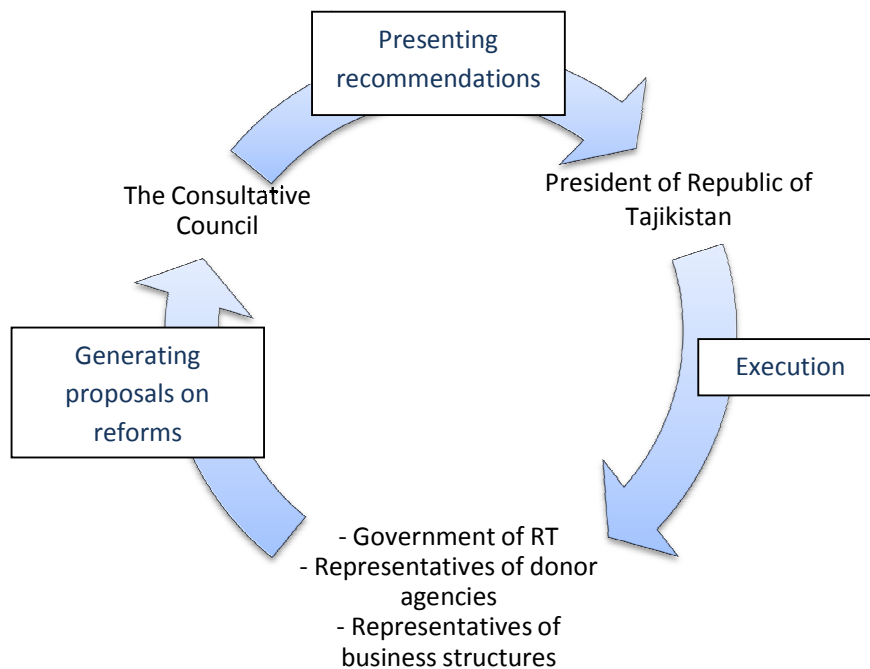 Presenting
recommendations
The Consultative
Council
President of Republic of
Tajikistan
Generating
proposals on
reforms
Execution
- Government of RT
- Representatives of donor
agencies
- Representatives of
business structures